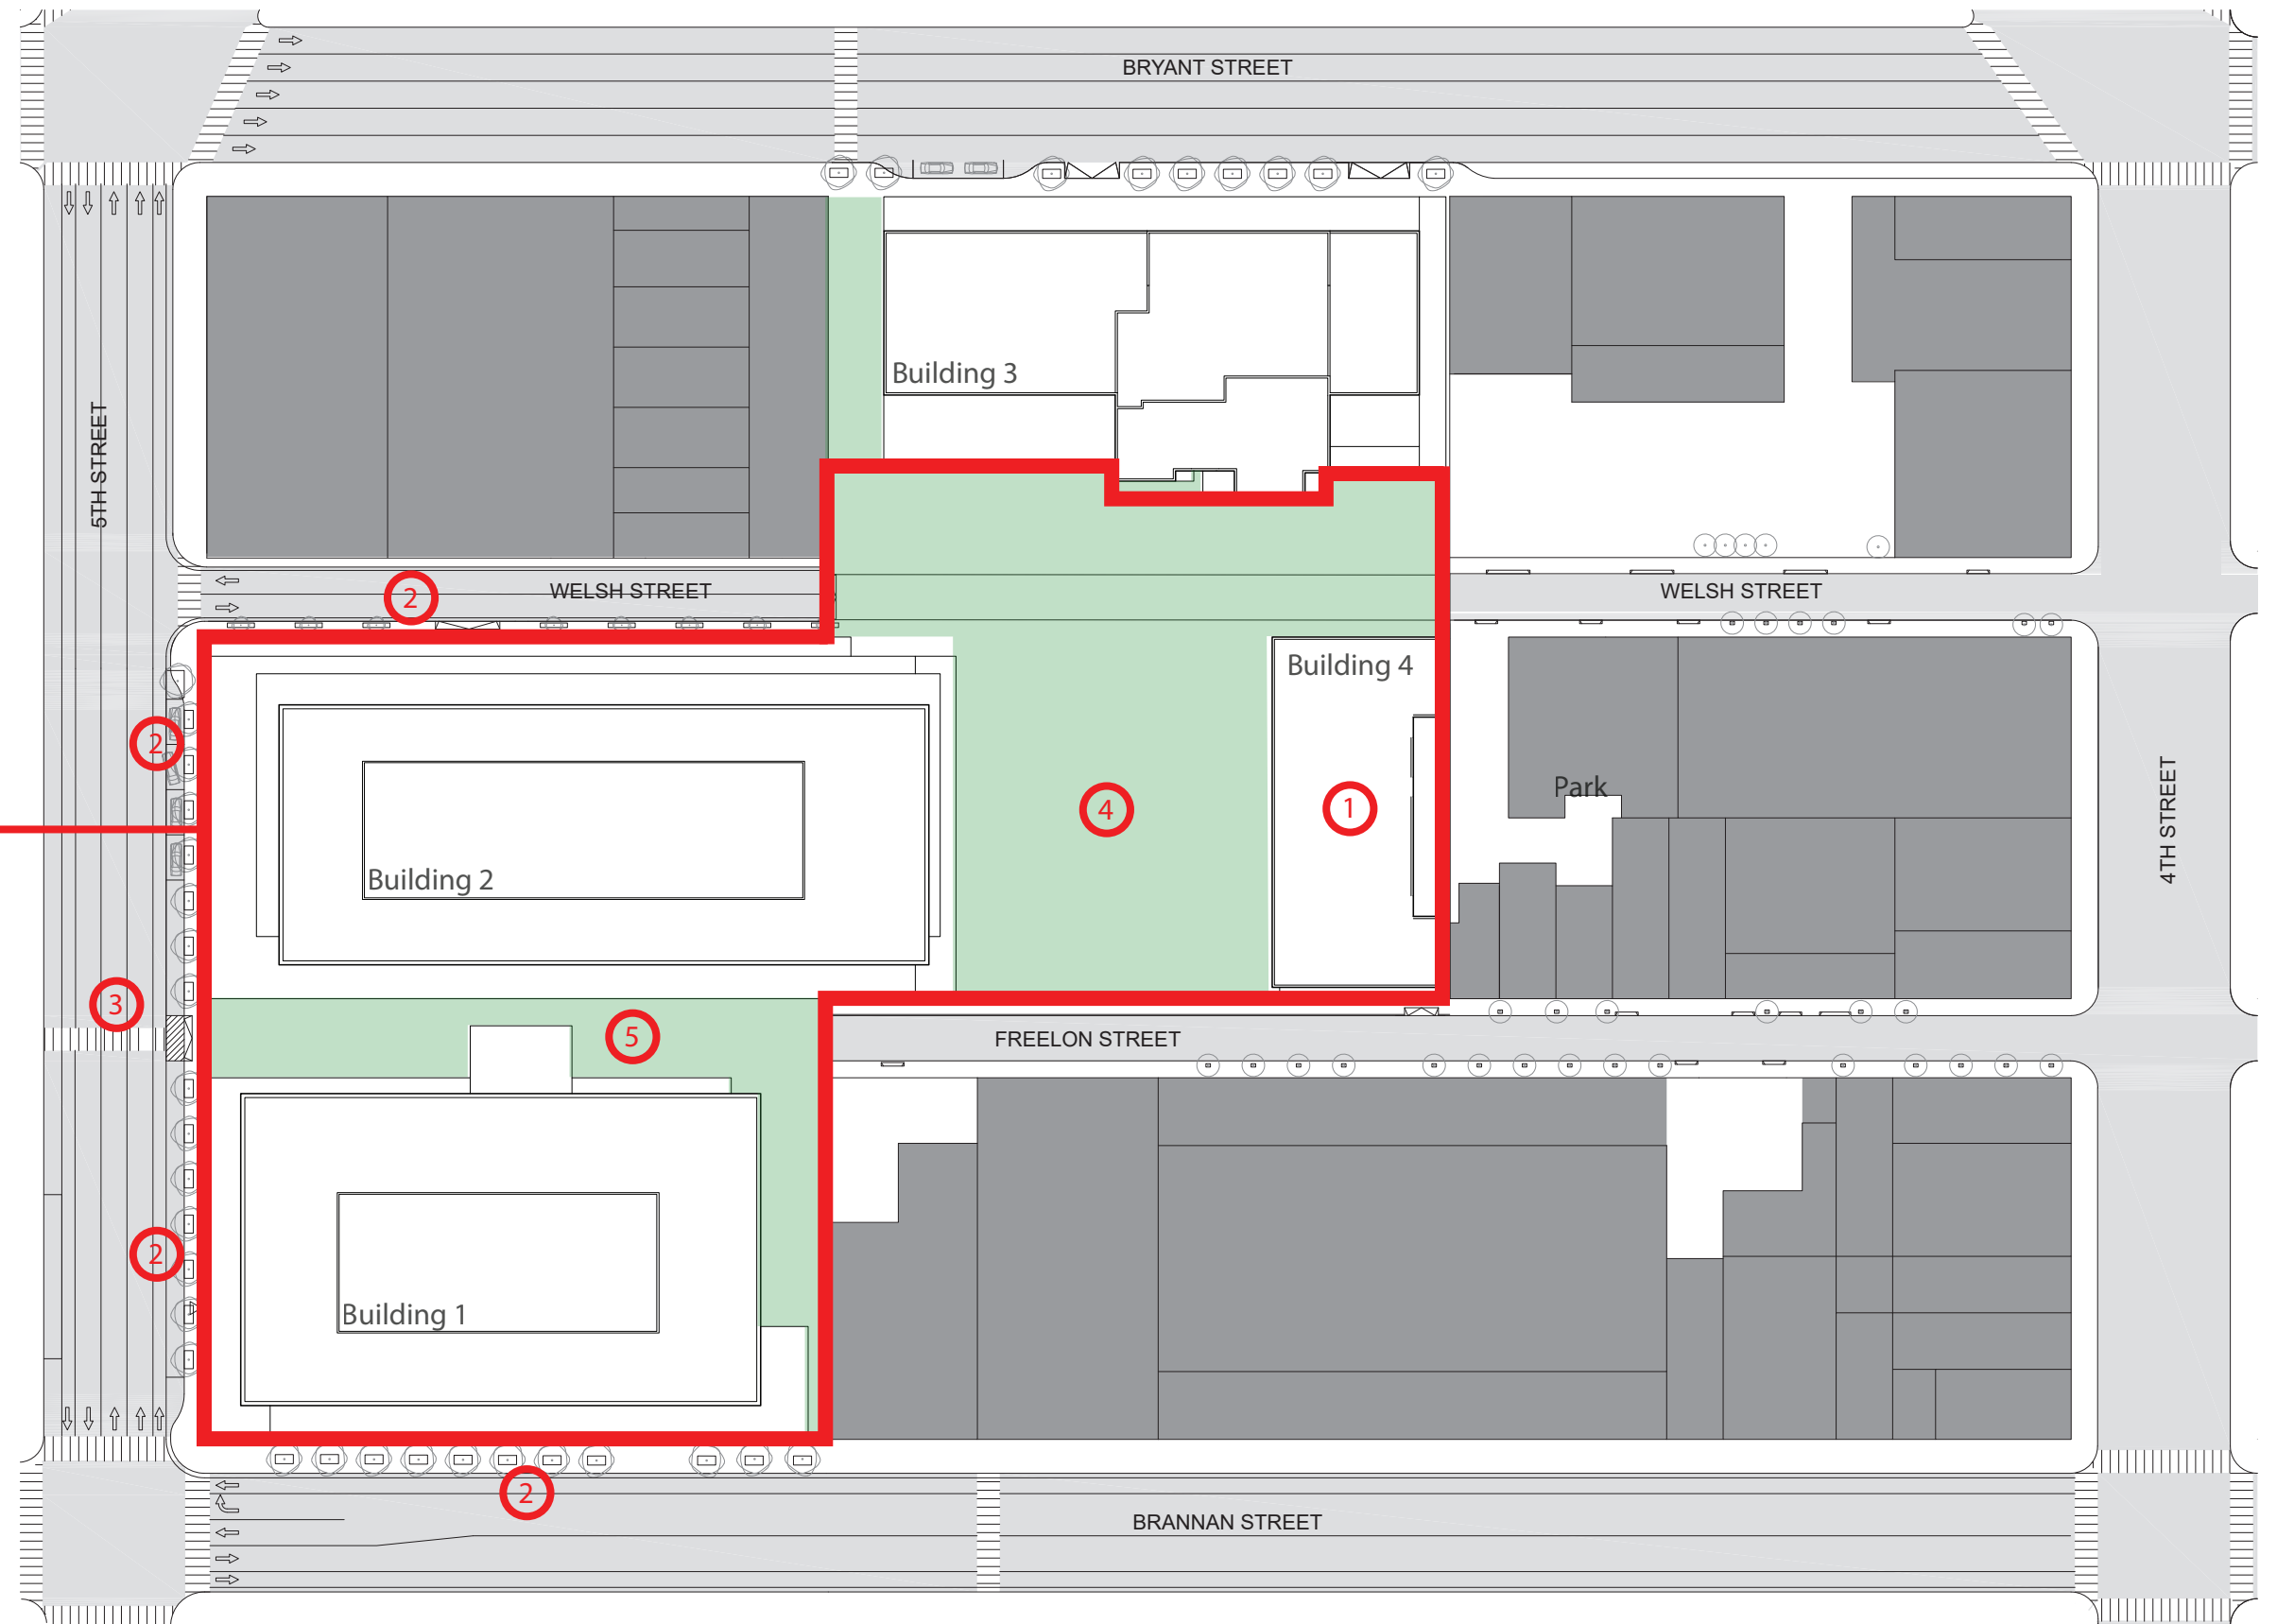 BRYANT STREET
5TH STREET
Building 3
WELSH STREET
2
WELSH STREET
Building 4
2
Park
4
1
4TH STREET
Building 2
3
5
FREELON STREET
2
Building 1
2
BRANNAN STREET